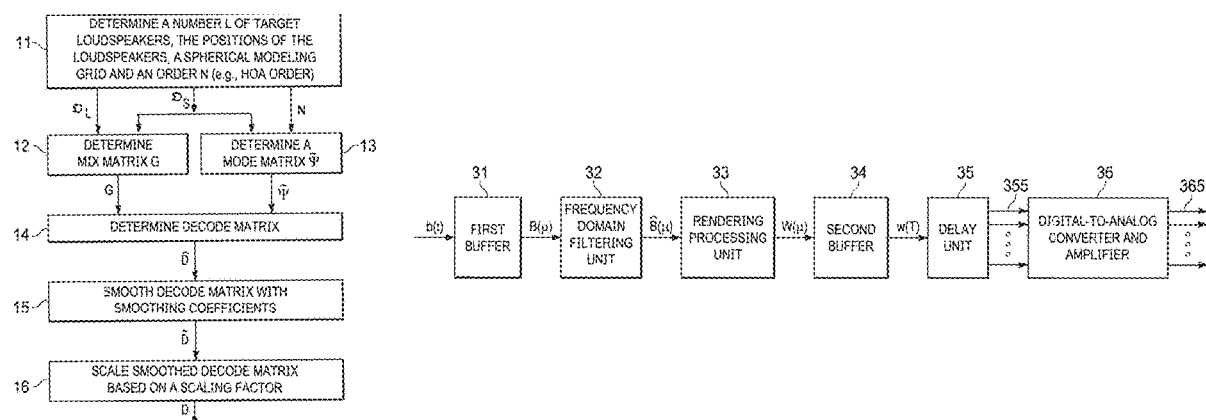 DETERMINE A NUMBER L OF TARGET
LOUDSPEAKERS, THE POSITIONS OF THE
LOUDSPEAKERS, A SPHERICAL MODELING
GRID AND AN ORDER N (e.g., HOA ORDER)
11
𝔇L
𝔇S
N
12
DETERMINE
MIX MATRIX G
DETERMINE A
MODE MATRIX Ψ̃
13
G
Ψ̃
14
DETERMINE DECODE MATRIX
D̂
15
SMOOTH DECODE MATRIX WITH
SMOOTHING COEFFICIENTS
D̃
16
SCALE SMOOTHED DECODE MATRIX
BASED ON A SCALING FACTOR
D
31
32
33
34
35
355
36
365
b(t)
FIRST
BUFFER
B(μ)
FREQUENCY
DOMAIN
FILTERING
UNIT
B̂(μ)
RENDERING
PROCESSING
UNIT
W(μ)
SECOND
BUFFER
w(T)
DELAY
UNIT
DIGITAL-TO-ANALOG
CONVERTER AND
AMPLIFIER